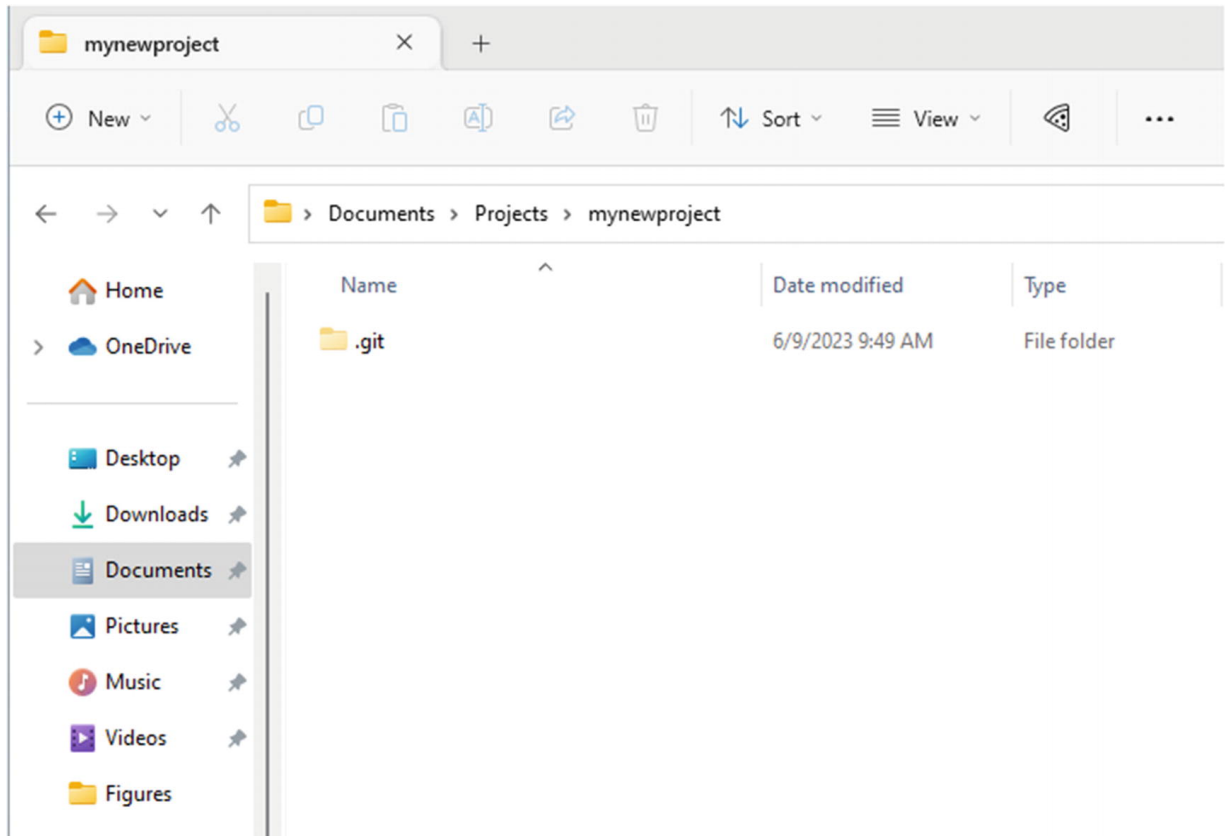 mynewproject
New
Sort
View
Documents > Projects > mynewproject
Home
OneDrive
Desktop
Downloads
Documents
Pictures
Music
Videos
Figures
Name Date modified Type
.git 6/9/2023 9:49 AM File folder